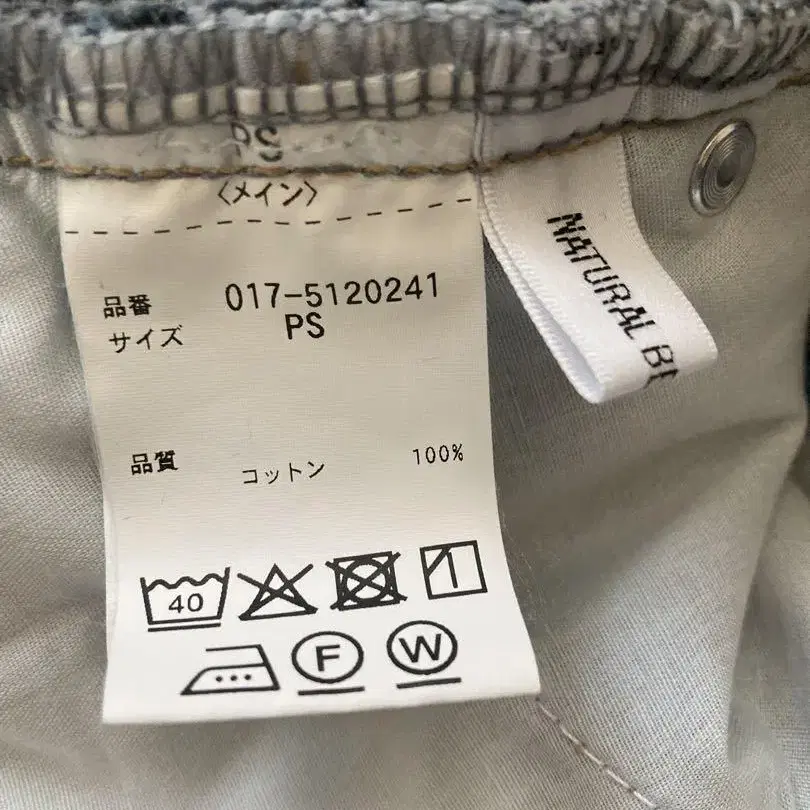 PS
〈メイン〉
品番 017-5120241
サイズ PS
品質 コットン 100%
40
F W
NATURAL